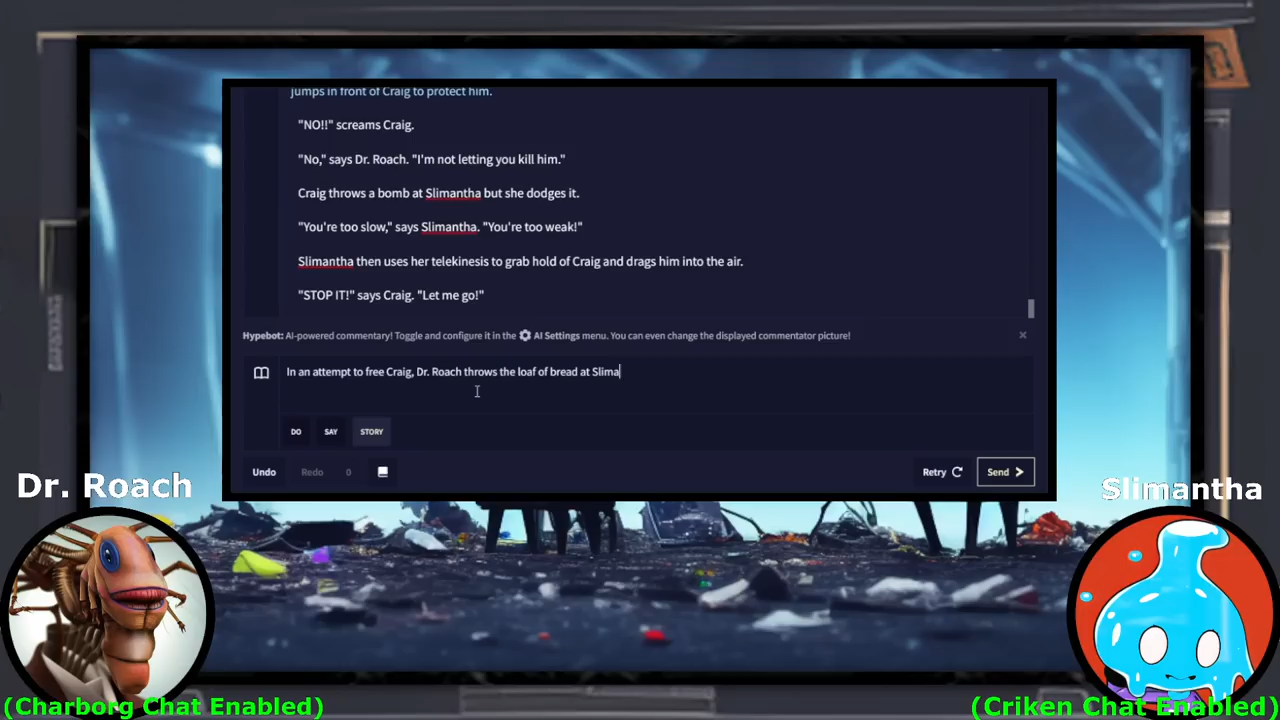 jumps in front of Craig to protect him.
"NO!!" screams Craig.
"No," says Dr. Roach. "I'm not letting you kill him."
Craig throws a bomb at Slimantha but she dodges it.
"You're too slow," says Slimantha. "You're too weak!"
Slimantha then uses her telekinesis to grab hold of Craig and drags him into the air.
"STOP IT!" says Craig. "Let me go!"
Hypebot: AI-powered commentary! Toggle and configure it in the AI Settings menu. You can even change the displayed commentator picture!
In an attempt to free Craig, Dr. Roach throws the loaf of bread at Slima
DO SAY STORY
Undo Redo 0 Retry Send
Dr. Roach
Slimantha
(Charborg Chat Enabled)
(Criken Chat Enabled)